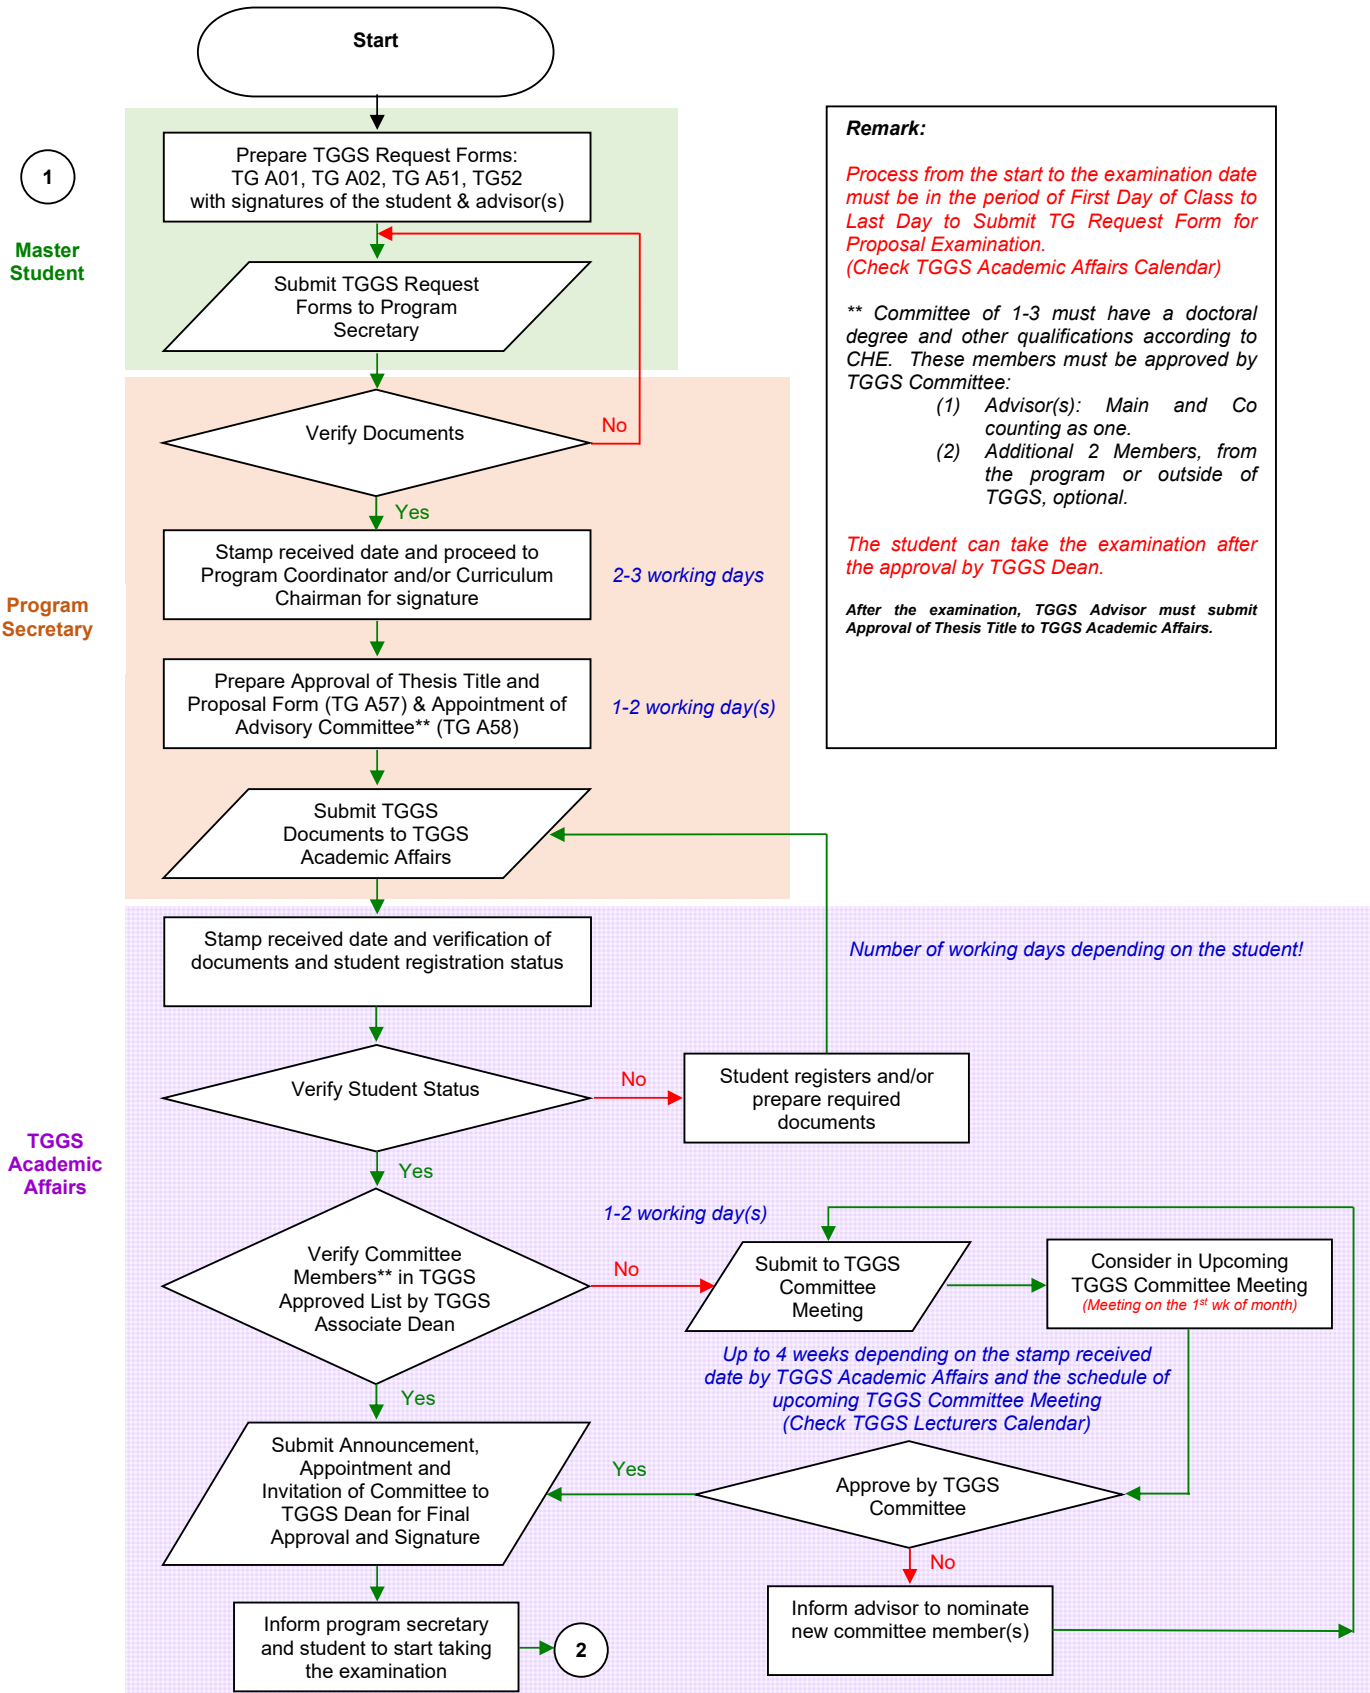 Start
1
Master
Student
Prepare TGGS Request Forms:
TG A01, TG A02, TG A51, TG52
with signatures of the student & advisor(s)
Submit TGGS Request
Forms to Program
Secretary
Remark:
Process from the start to the examination date
must be in the period of First Day of Class to
Last Day to Submit TG Request Form for
Proposal Examination.
(Check TGGS Academic Affairs Calendar)
** Committee of 1-3 must have a doctoral
degree and other qualifications according to
CHE. These members must be approved by
TGGS Committee:
(1) Advisor(s): Main and Co
counting as one.
(2) Additional 2 Members, from
the program or outside of
TGGS, optional.
The student can take the examination after
the approval by TGGS Dean.
After the examination, TGGS Advisor must submit
Approval of Thesis Title to TGGS Academic Affairs.
Program
Secretary
Verify Documents
No
Yes
Stamp received date and proceed to
Program Coordinator and/or Curriculum
Chairman for signature
2-3 working days
Prepare Approval of Thesis Title and
Proposal Form (TG A57) & Appointment of
Advisory Committee** (TG A58)
1-2 working day(s)
Submit TGGS
Documents to TGGS
Academic Affairs
TGGS
Academic
Affairs
Stamp received date and verification of
documents and student registration status
Number of working days depending on the student!
Verify Student Status
No
Student registers and/or
prepare required
documents
Yes
Verify Committee
Members** in TGGS
Approved List by TGGS
Associate Dean
1-2 working day(s)
No
Submit to TGGS
Committee
Meeting
Consider in Upcoming
TGGS Committee Meeting
(Meeting on the 1st wk of month)
Up to 4 weeks depending on the stamp received
date by TGGS Academic Affairs and the schedule of
upcoming TGGS Committee Meeting
(Check TGGS Lecturers Calendar)
Yes
Submit Announcement,
Appointment and
Invitation of Committee to
TGGS Dean for Final
Approval and Signature
Yes
Approve by TGGS
Committee
No
Inform advisor to nominate
new committee member(s)
Inform program secretary
and student to start taking
the examination
2